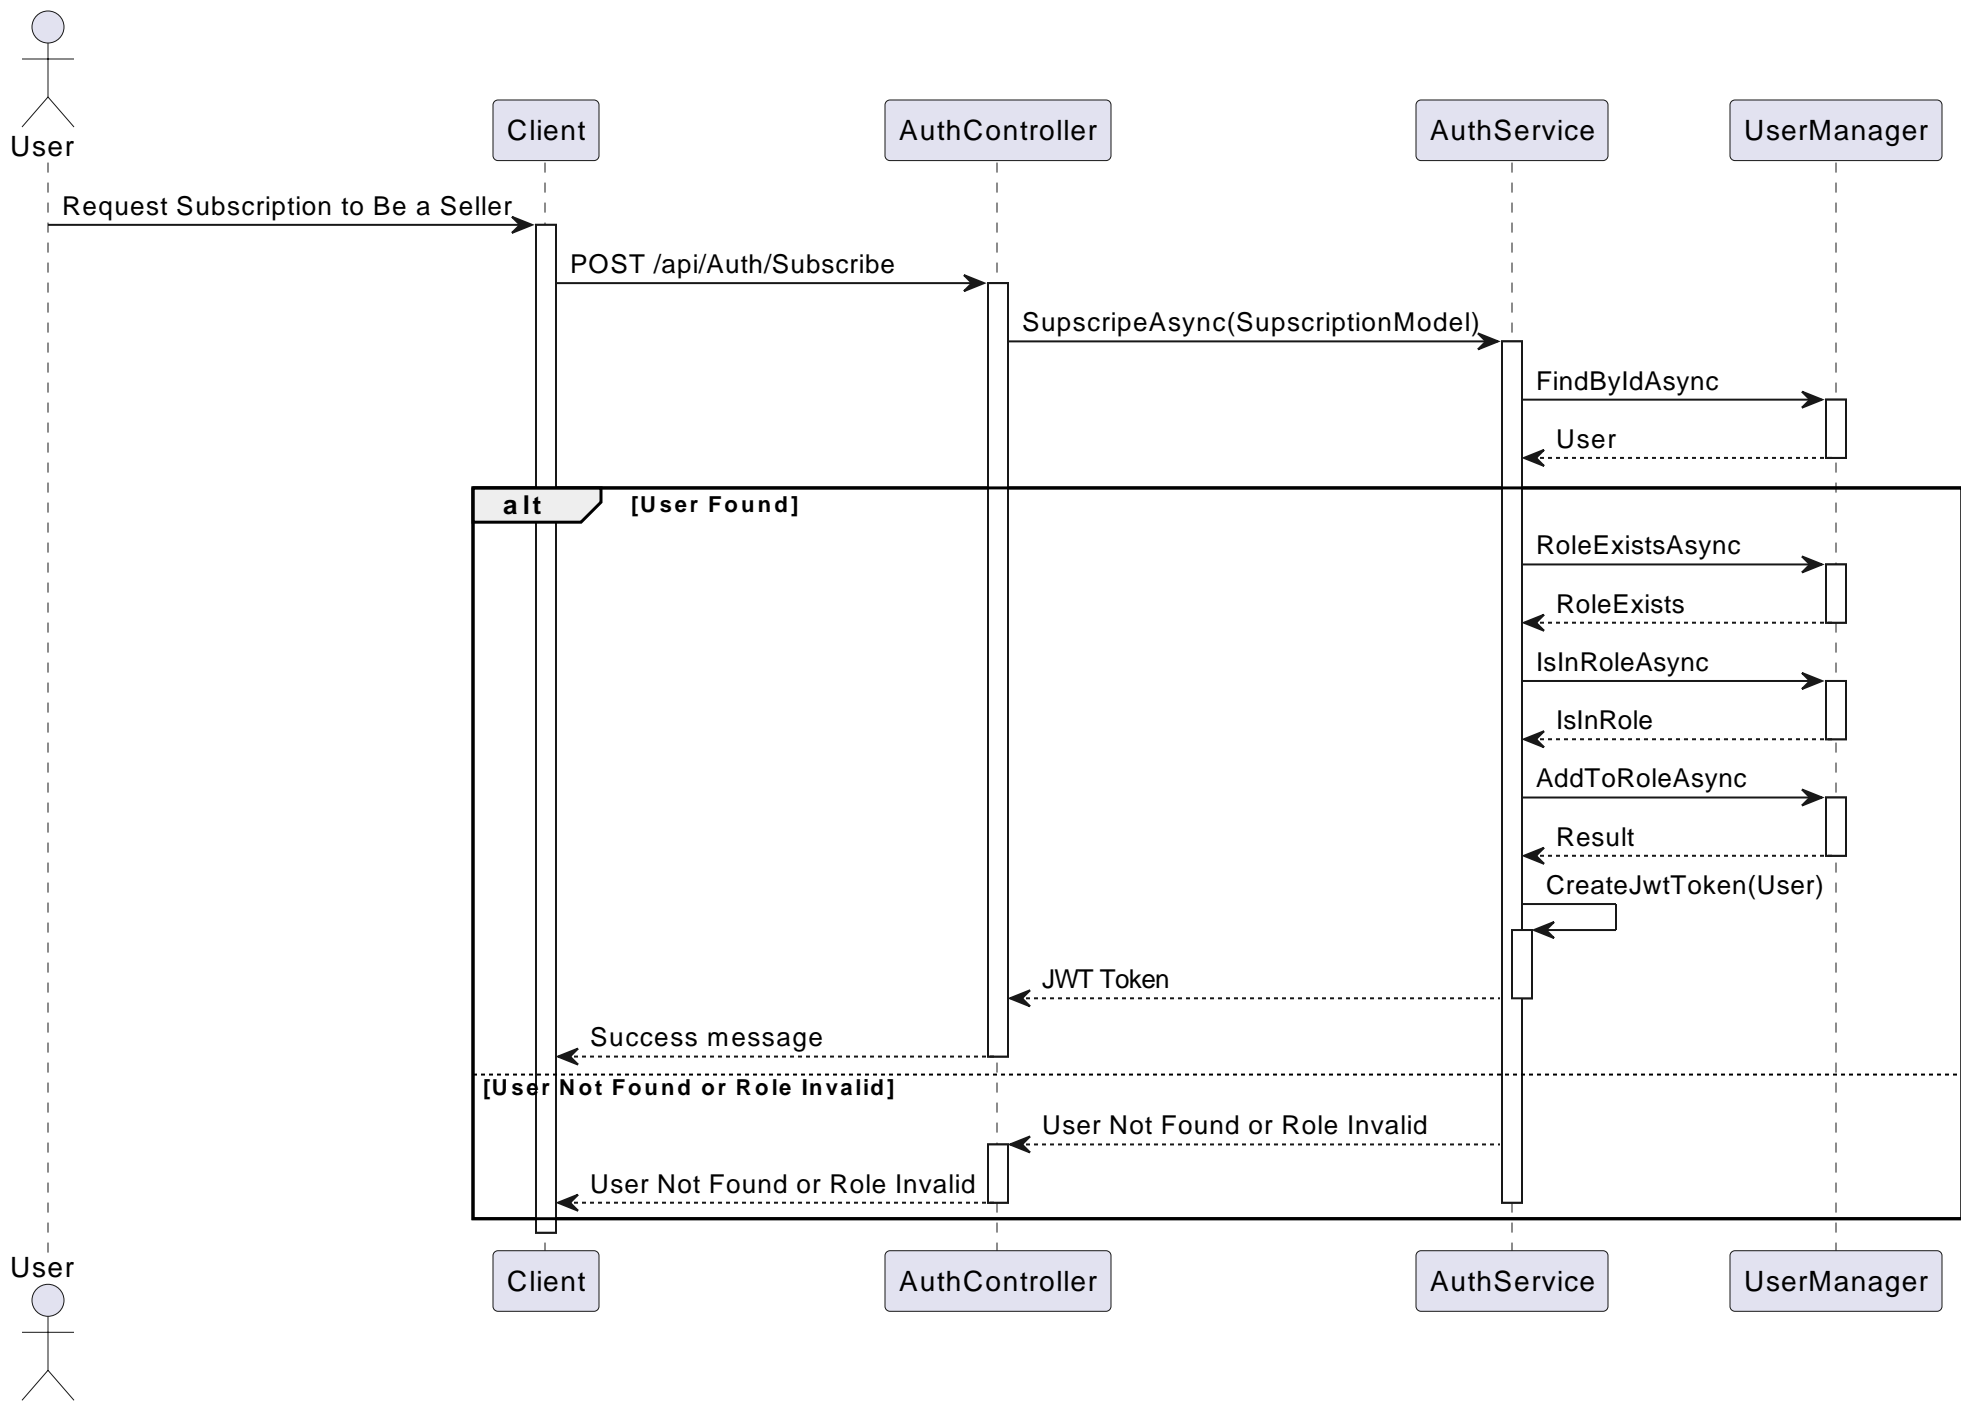 User
Client
AuthController
AuthService
UserManager
Request Subscription to Be a Seller
POST /api/Auth/Subscribe
SupscripeAsync(SupscriptionModel)
FindByIdAsync
User
alt
[User Found]
RoleExistsAsync
RoleExists
IsInRoleAsync
IsInRole
AddToRoleAsync
Result
CreateJwtToken(User)
JWT Token
Success message
[User Not Found or Role Invalid]
User Not Found or Role Invalid
User Not Found or Role Invalid
User
Client
AuthController
AuthService
UserManager